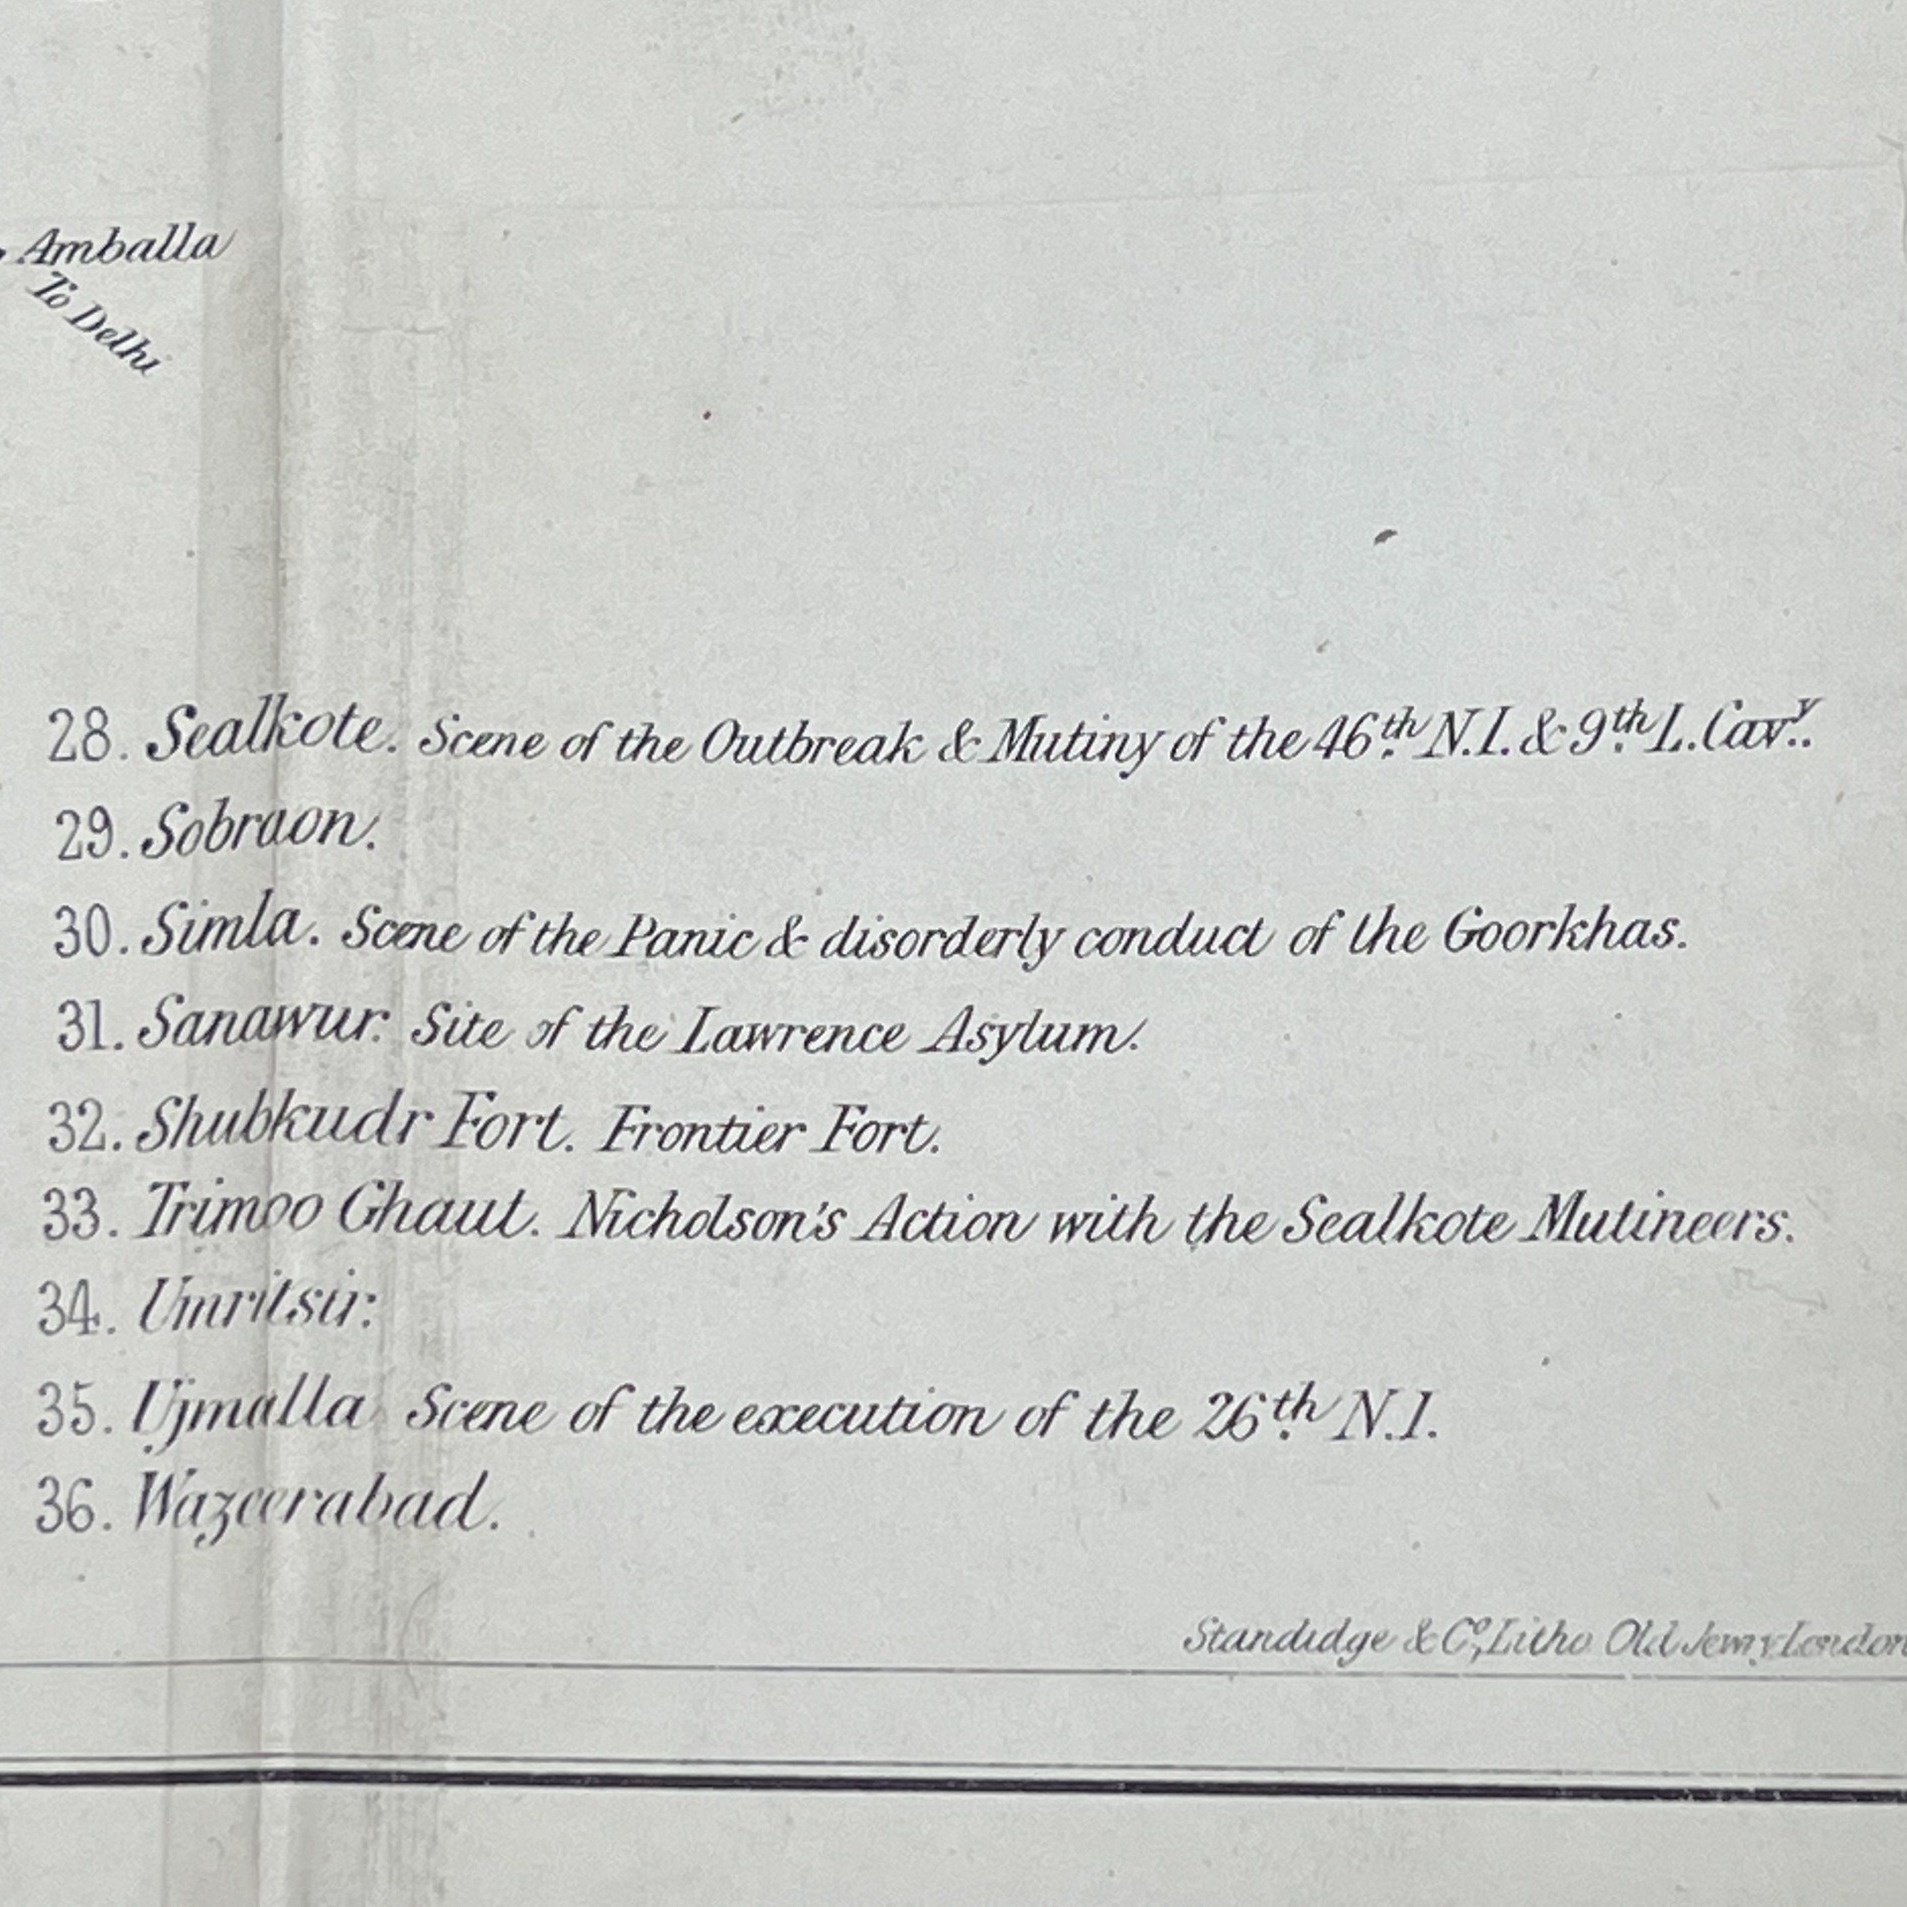 Amballa
To Delhi
28. Sealkote. Scene of the Outbreak & Mutiny of the 46th N.I. & 9th L. Cavy.
29. Sobraon.
30. Simla. Scene of the Panic & disorderly conduct of the Goorkhas.
31. Sanawur. Site of the Lawrence Asylum.
32. Shubkudr Fort. Frontier Fort.
33. Trimoo Ghaut. Nicholson's Action with the Sealkote Mutineers.
34. Umritsir.
35. Ujmalla Scene of the execution of the 26th N.I.
36. Wazeerabad.
Standidge & Co, Litho Old Jewry London